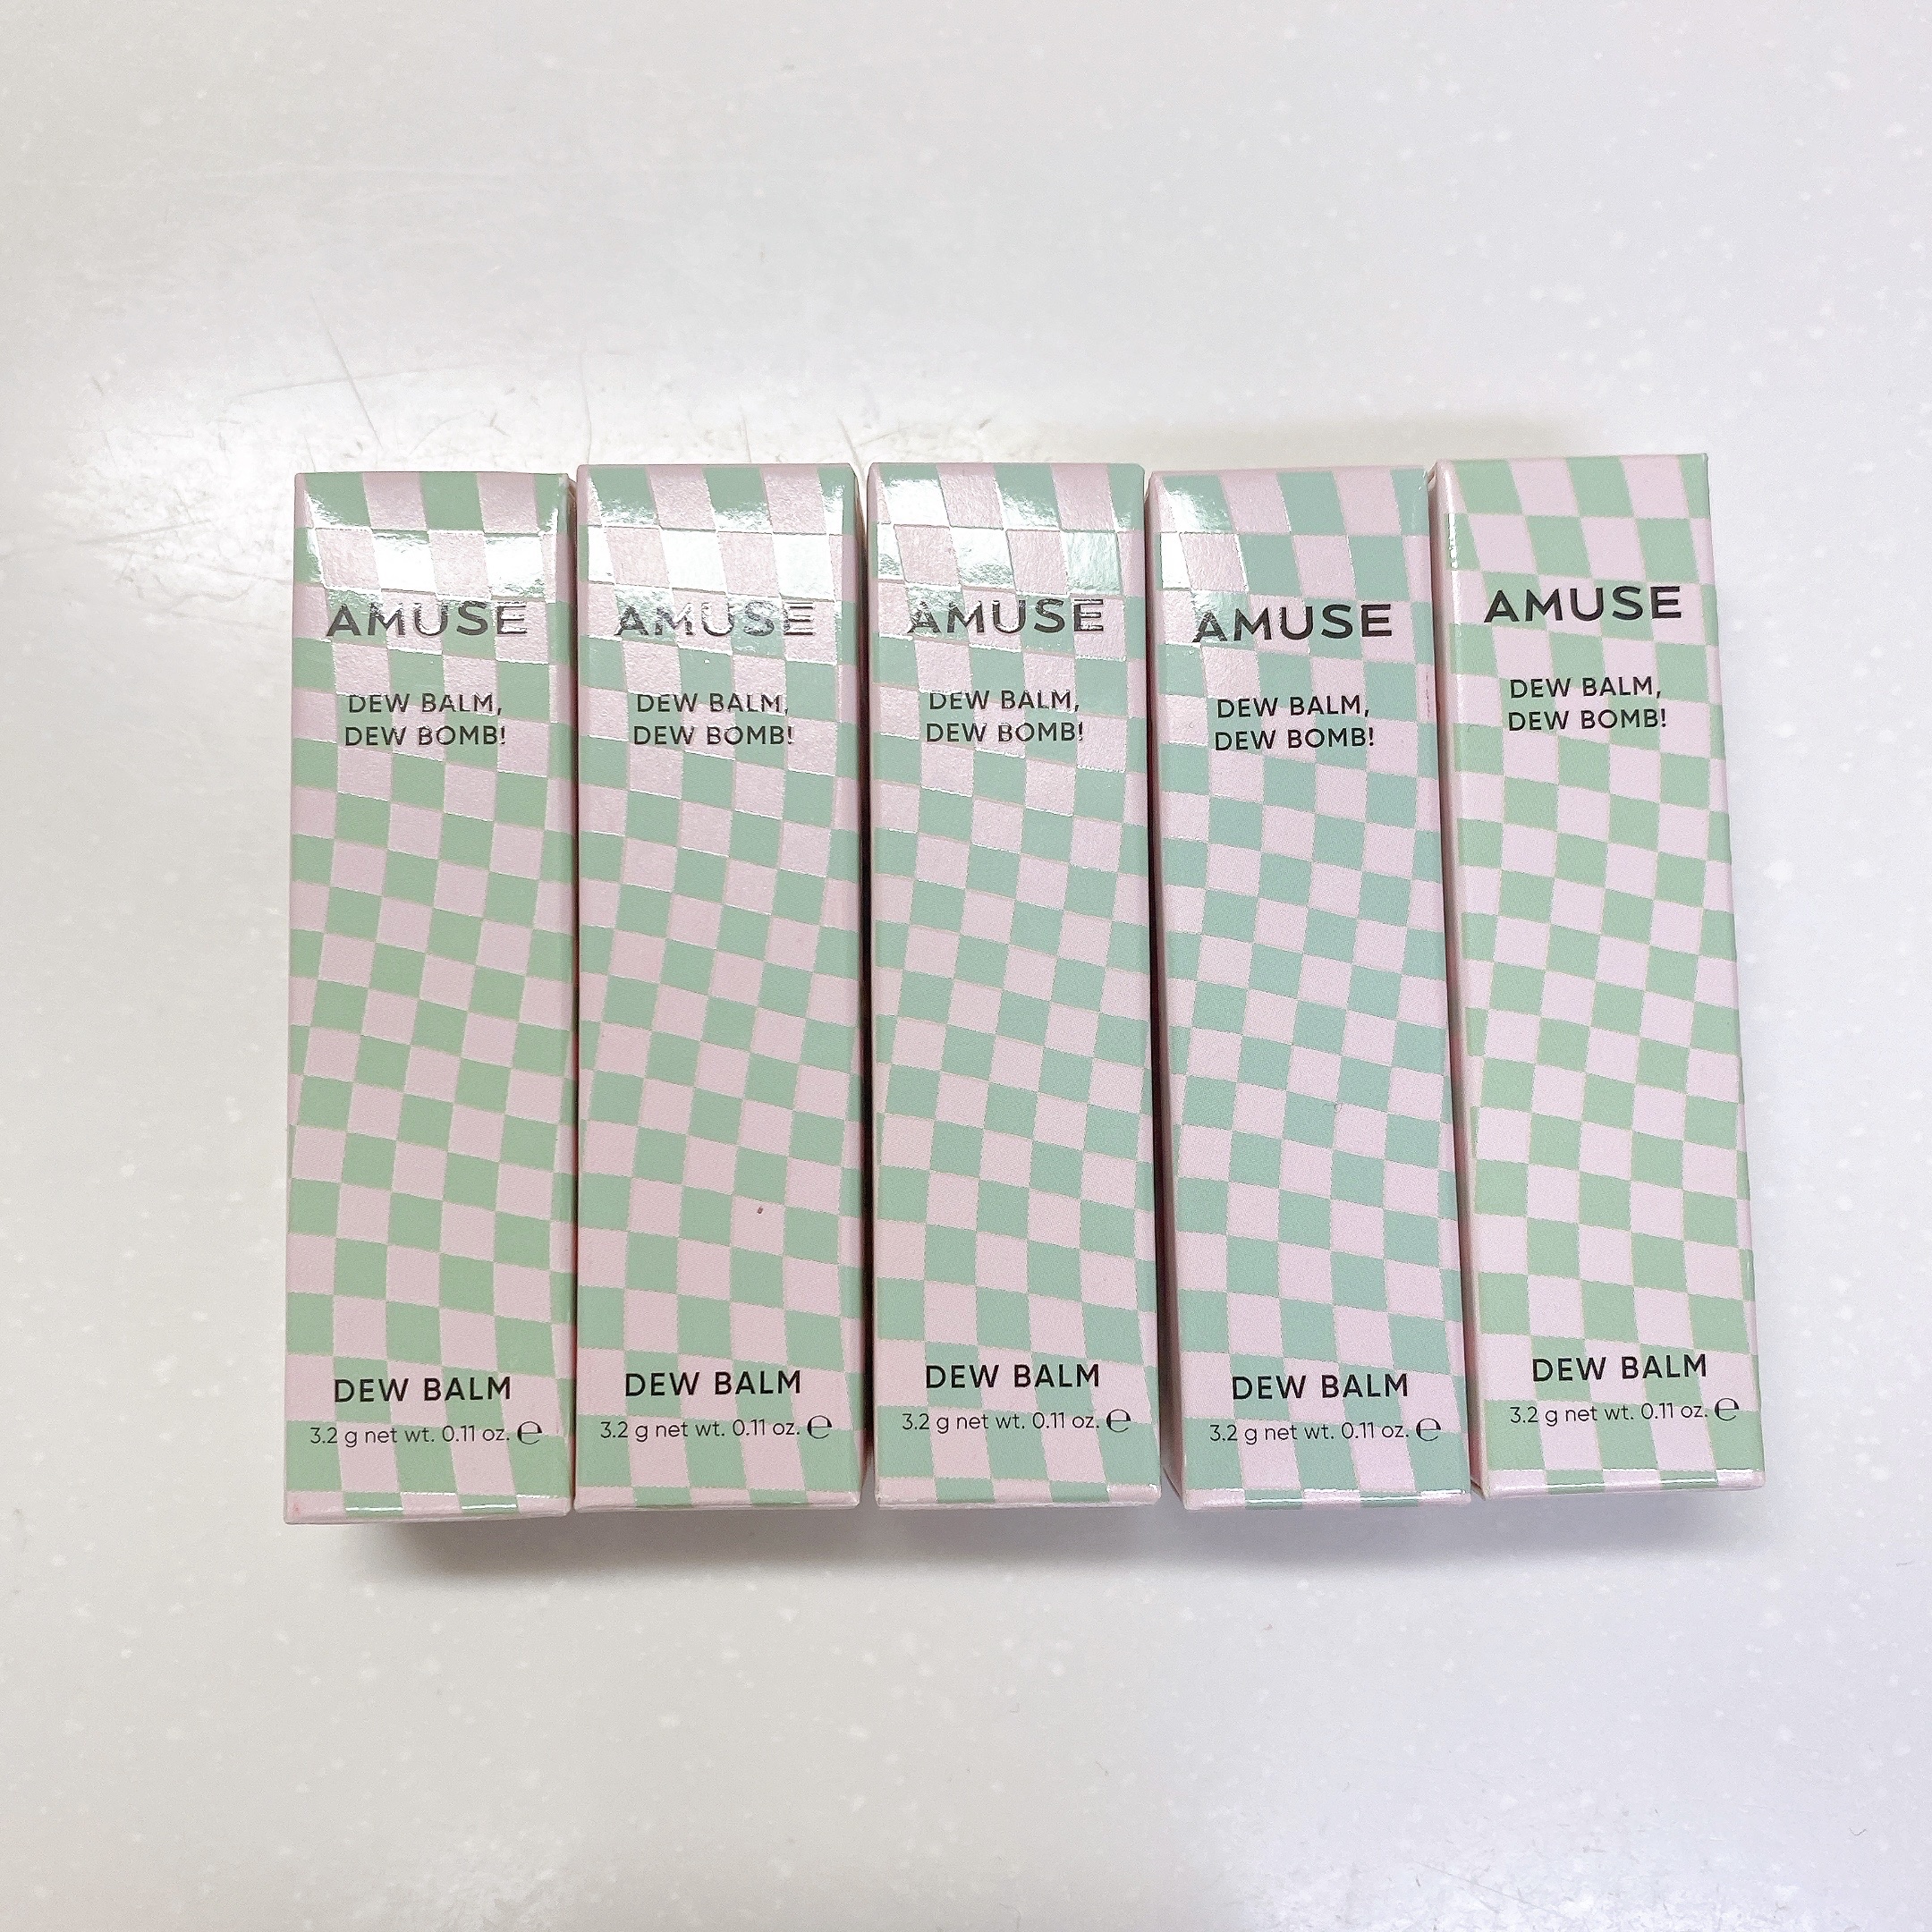 AMUSE
DEW BALM,
DEW BOMB!
DEW BALM
3.2 g net wt. 0.11 oz. ℮
AMUSE
DEW BALM,
DEW BOMB!
DEW BALM
3.2 g net wt. 0.11 oz. ℮
AMUSE
DEW BALM,
DEW BOMB!
DEW BALM
3.2 g net wt. 0.11 oz. ℮
AMUSE
DEW BALM,
DEW BOMB!
DEW BALM
3.2 g net wt. 0.11 oz. ℮
AMUSE
DEW BALM,
DEW BOMB!
DEW BALM
3.2 g net wt. 0.11 oz. ℮